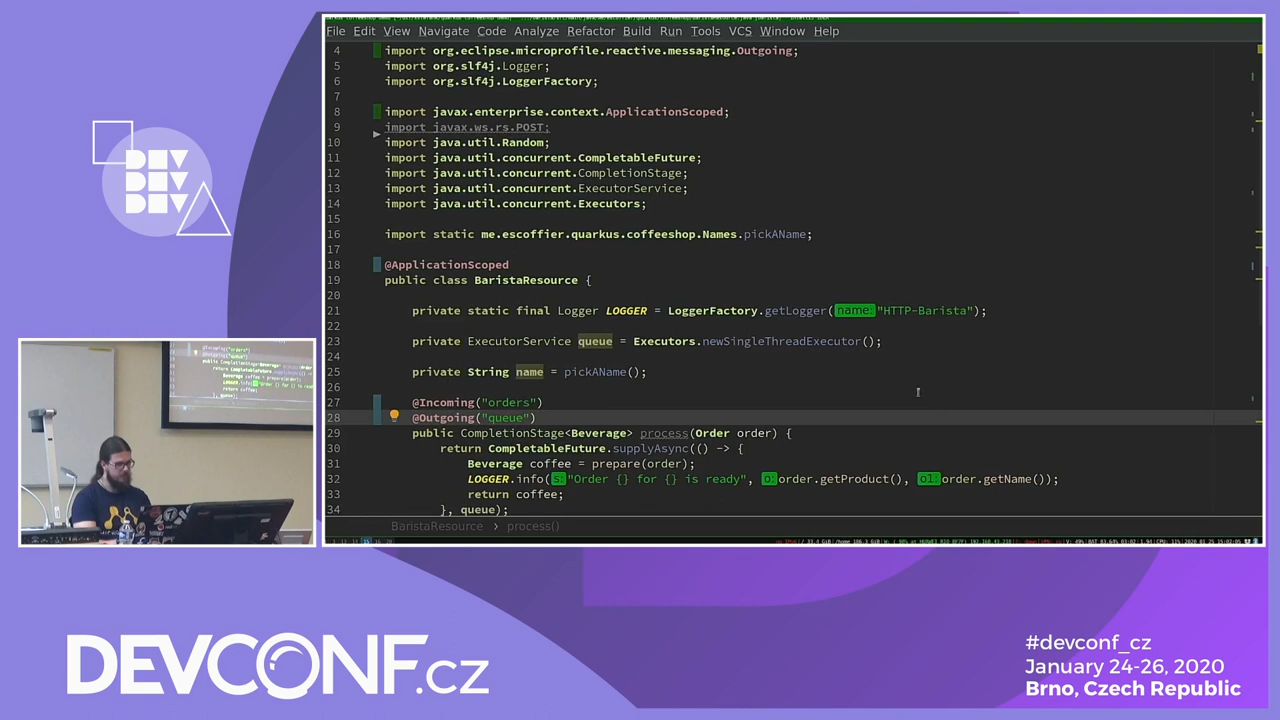 File Edit View Navigate Code Analyze Refactor Build Run Tools VCS Window Help
4 import org.eclipse.microprofile.reactive.messaging.Outgoing;
5 import org.slf4j.Logger;
6 import org.slf4j.LoggerFactory;
7
8 import javax.enterprise.context.ApplicationScoped;
9 import javax.ws.rs.POST;
10 import java.util.Random;
11 import java.util.concurrent.CompletableFuture;
12 import java.util.concurrent.CompletionStage;
13 import java.util.concurrent.ExecutorService;
14 import java.util.concurrent.Executors;
15
16 import static me.escoffier.quarkus.coffeeshop.Names.pickAName;
17
18 @ApplicationScoped
19 public class BaristaResource {
20
21 private static final Logger LOGGER = LoggerFactory.getLogger( name: "HTTP-Barista");
22
23 private ExecutorService queue = Executors.newSingleThreadExecutor();
24
25 private String name = pickAName();
26
27 @Incoming("orders")
28 @Outgoing("queue")
29 public CompletionStage<Beverage> process(Order order) {
30 return CompletableFuture.supplyAsync(() -> {
31 Beverage coffee = prepare(order);
32 LOGGER.info( s: "Order {} for {} is ready", o: order.getProduct(), o1: order.getName());
33 return coffee;
34 }, queue);
BaristaResource › process()
DEV
DEV
DEV
DEVCONF.cz
#devconf_cz
January 24-26, 2020
Brno, Czech Republic